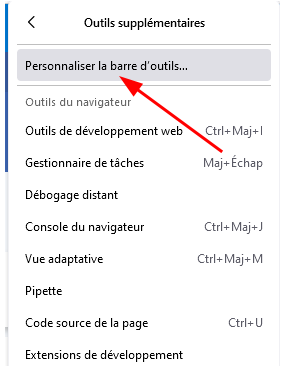 Outils supplémentaires
Personnaliser la barre d’outils...
Outils du navigateur
Outils de développement web Ctrl+Maj+I
Gestionnaire de tâches Maj+Échap
Débogage distant
Console du navigateur Ctrl+Maj+J
Vue adaptative Ctrl+Maj+M
Pipette
Code source de la page Ctrl+U
Extensions de développement